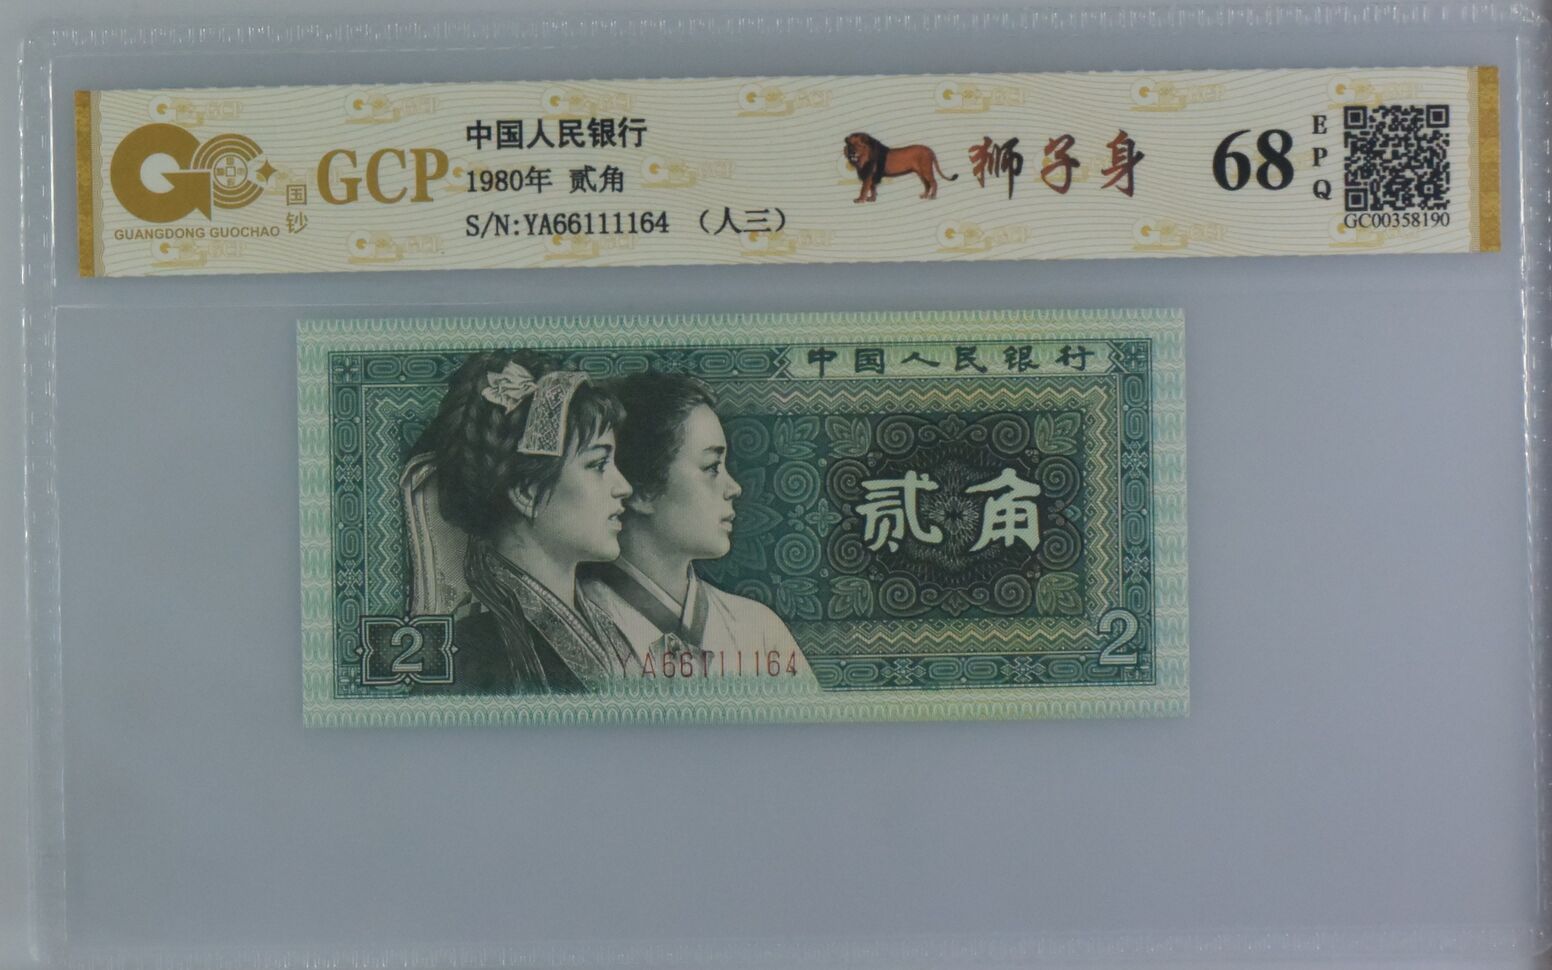 GUANGDONG GUOCHAO
国钞
GCP
中国人民银行
1980年 贰角
S/N:YA66111164 (人三)
狮子身
68
EPQ
GC00358190
中国人民银行
贰角
2
2
YA66111164